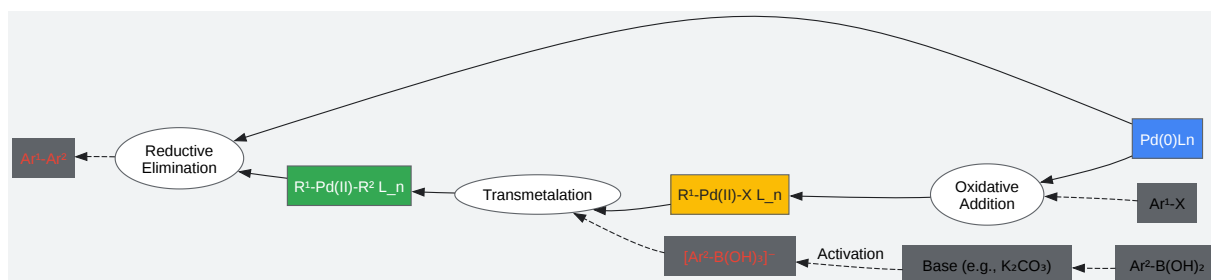 Pd(0)Ln
Reductive
Elimination
Ar¹-Ar²
R¹-Pd(II)-R² L_n
Transmetalation
R¹-Pd(II)-X L_n
Oxidative
Addition
Ar¹-X
[Ar²-B(OH)₃]⁻
Activation
Base (e.g., K₂CO₃)
Ar²-B(OH)₂